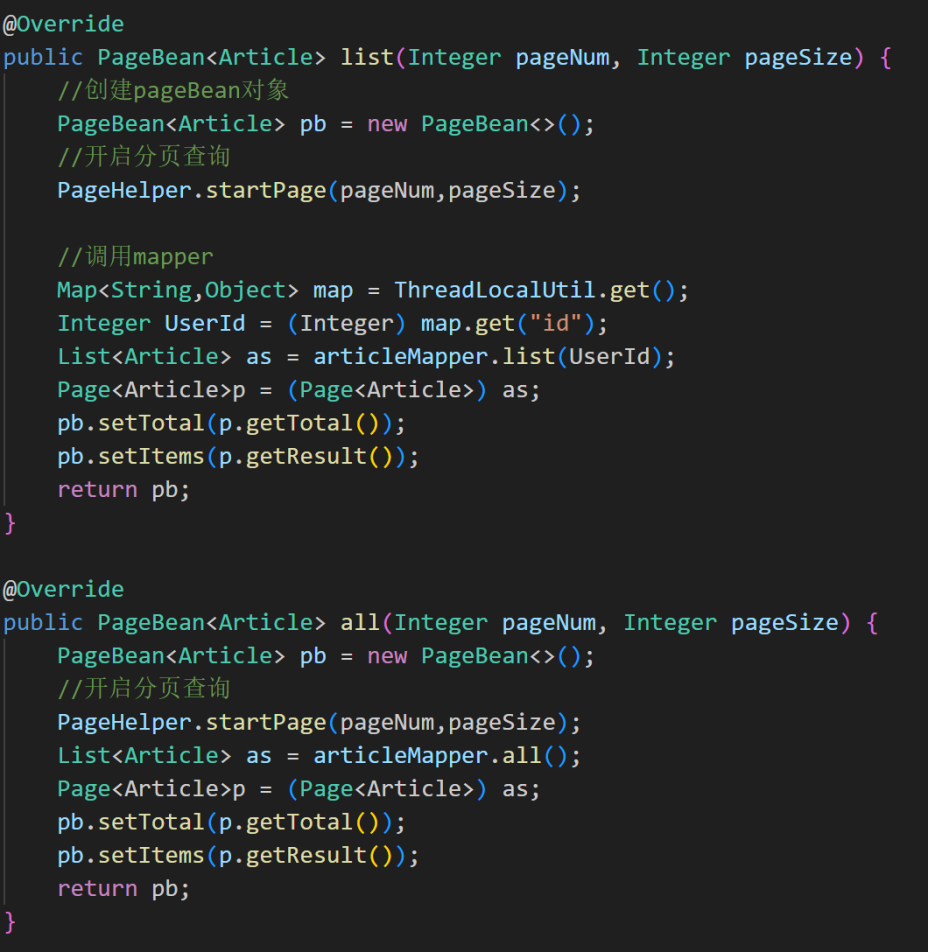 @Override
public PageBean<Article> list(Integer pageNum, Integer pageSize) {
    //创建pageBean对象
    PageBean<Article> pb = new PageBean<>();
    //开启分页查询
    PageHelper.startPage(pageNum,pageSize);

    //调用mapper
    Map<String,Object> map = ThreadLocalUtil.get();
    Integer UserId = (Integer) map.get("id");
    List<Article> as = articleMapper.list(UserId);
    Page<Article>p = (Page<Article>) as;
    pb.setTotal(p.getTotal());
    pb.setItems(p.getResult());
    return pb;
}

@Override
public PageBean<Article> all(Integer pageNum, Integer pageSize) {
    PageBean<Article> pb = new PageBean<>();
    //开启分页查询
    PageHelper.startPage(pageNum,pageSize);
    List<Article> as = articleMapper.all();
    Page<Article>p = (Page<Article>) as;
    pb.setTotal(p.getTotal());
    pb.setItems(p.getResult());
    return pb;
}